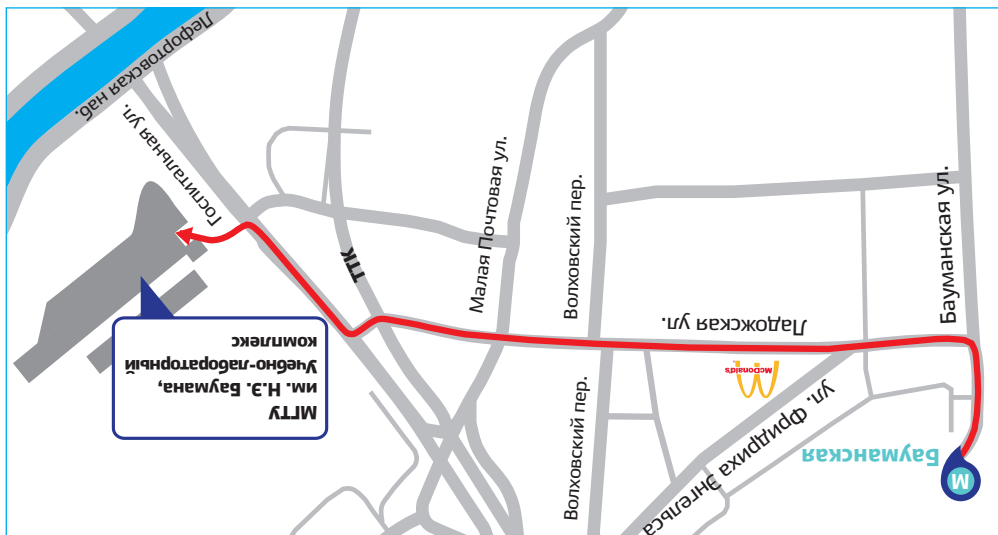 М
Бауманская
ул. Фридриха Энгельса
Волховский пер.
McDonald's
МГТУ
им. Н.Э. Баумана,
Учебно-лабораторный
комплекс
Бауманская ул.
Ладожская ул.
Волховский пер.
Малая Почтовая ул.
ТТК
Госпитальная ул.
Лефортовская наб.